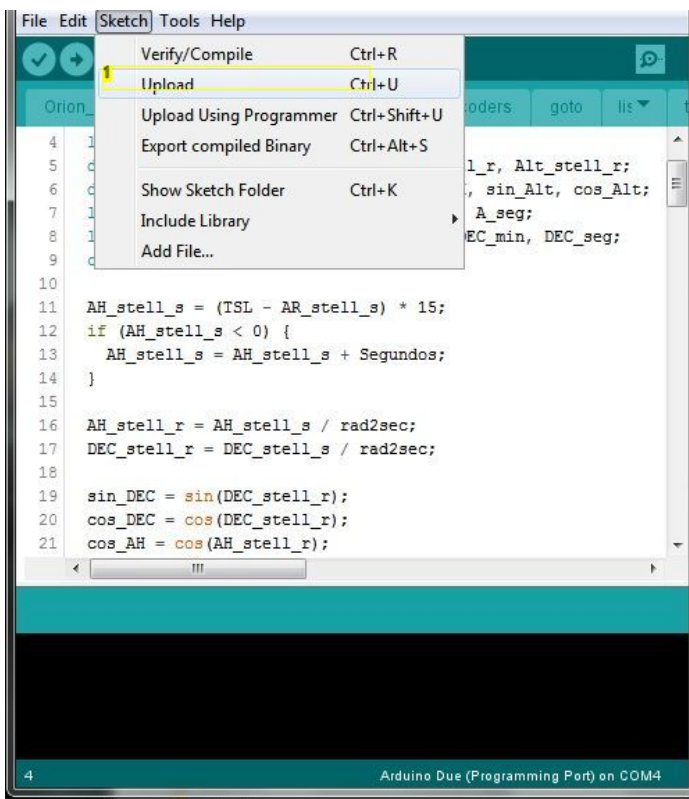 File Edit Sketch Tools Help
Verify/Compile Ctrl+R
1
Upload Ctrl+U
Upload Using Programmer Ctrl+Shift+U
Export compiled Binary Ctrl+Alt+S
Show Sketch Folder Ctrl+K
Include Library
Add File...
Orion_ coders goto lis
4
5 l_r, Alt_stell_r;
6 , sin_Alt, cos_Alt;
7 A_seg;
8 EC_min, DEC_seg;
9
10
11 AH_stell_s = (TSL - AR_stell_s) * 15;
12 if (AH_stell_s < 0) {
13 AH_stell_s = AH_stell_s + Segundos;
14 }
15
16 AH_stell_r = AH_stell_s / rad2sec;
17 DEC_stell_r = DEC_stell_s / rad2sec;
18
19 sin_DEC = sin(DEC_stell_r);
20 cos_DEC = cos(DEC_stell_r);
21 cos_AH = cos(AH_stell_r);
4 Arduino Due (Programming Port) on COM4